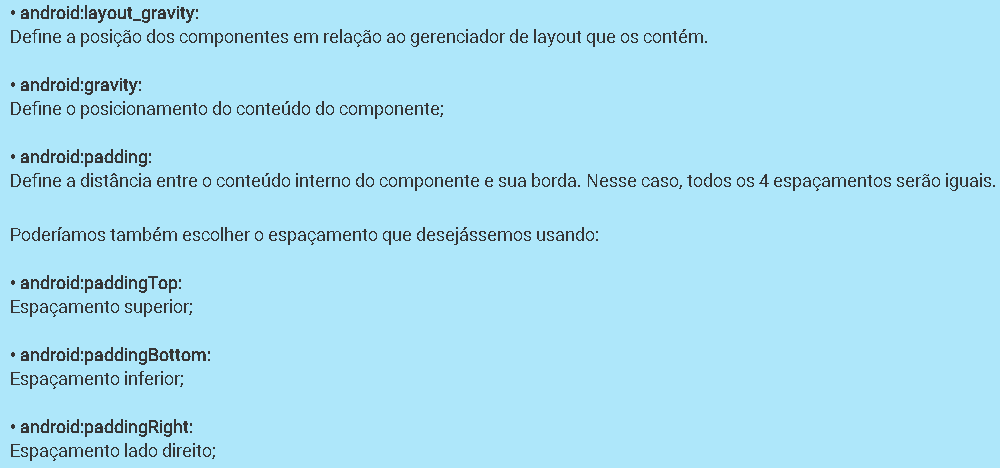 • android:layout_gravity:
Define a posição dos componentes em relação ao gerenciador de layout que os contém.
• android:gravity:
Define o posicionamento do conteúdo do componente;
• android:padding:
Define a distância entre o conteúdo interno do componente e sua borda. Nesse caso, todos os 4 espaçamentos serão iguais.
Poderíamos também escolher o espaçamento que desejássemos usando:
• android:paddingTop:
Espaçamento superior;
• android:paddingBottom:
Espaçamento inferior;
• android:paddingRight:
Espaçamento lado direito;